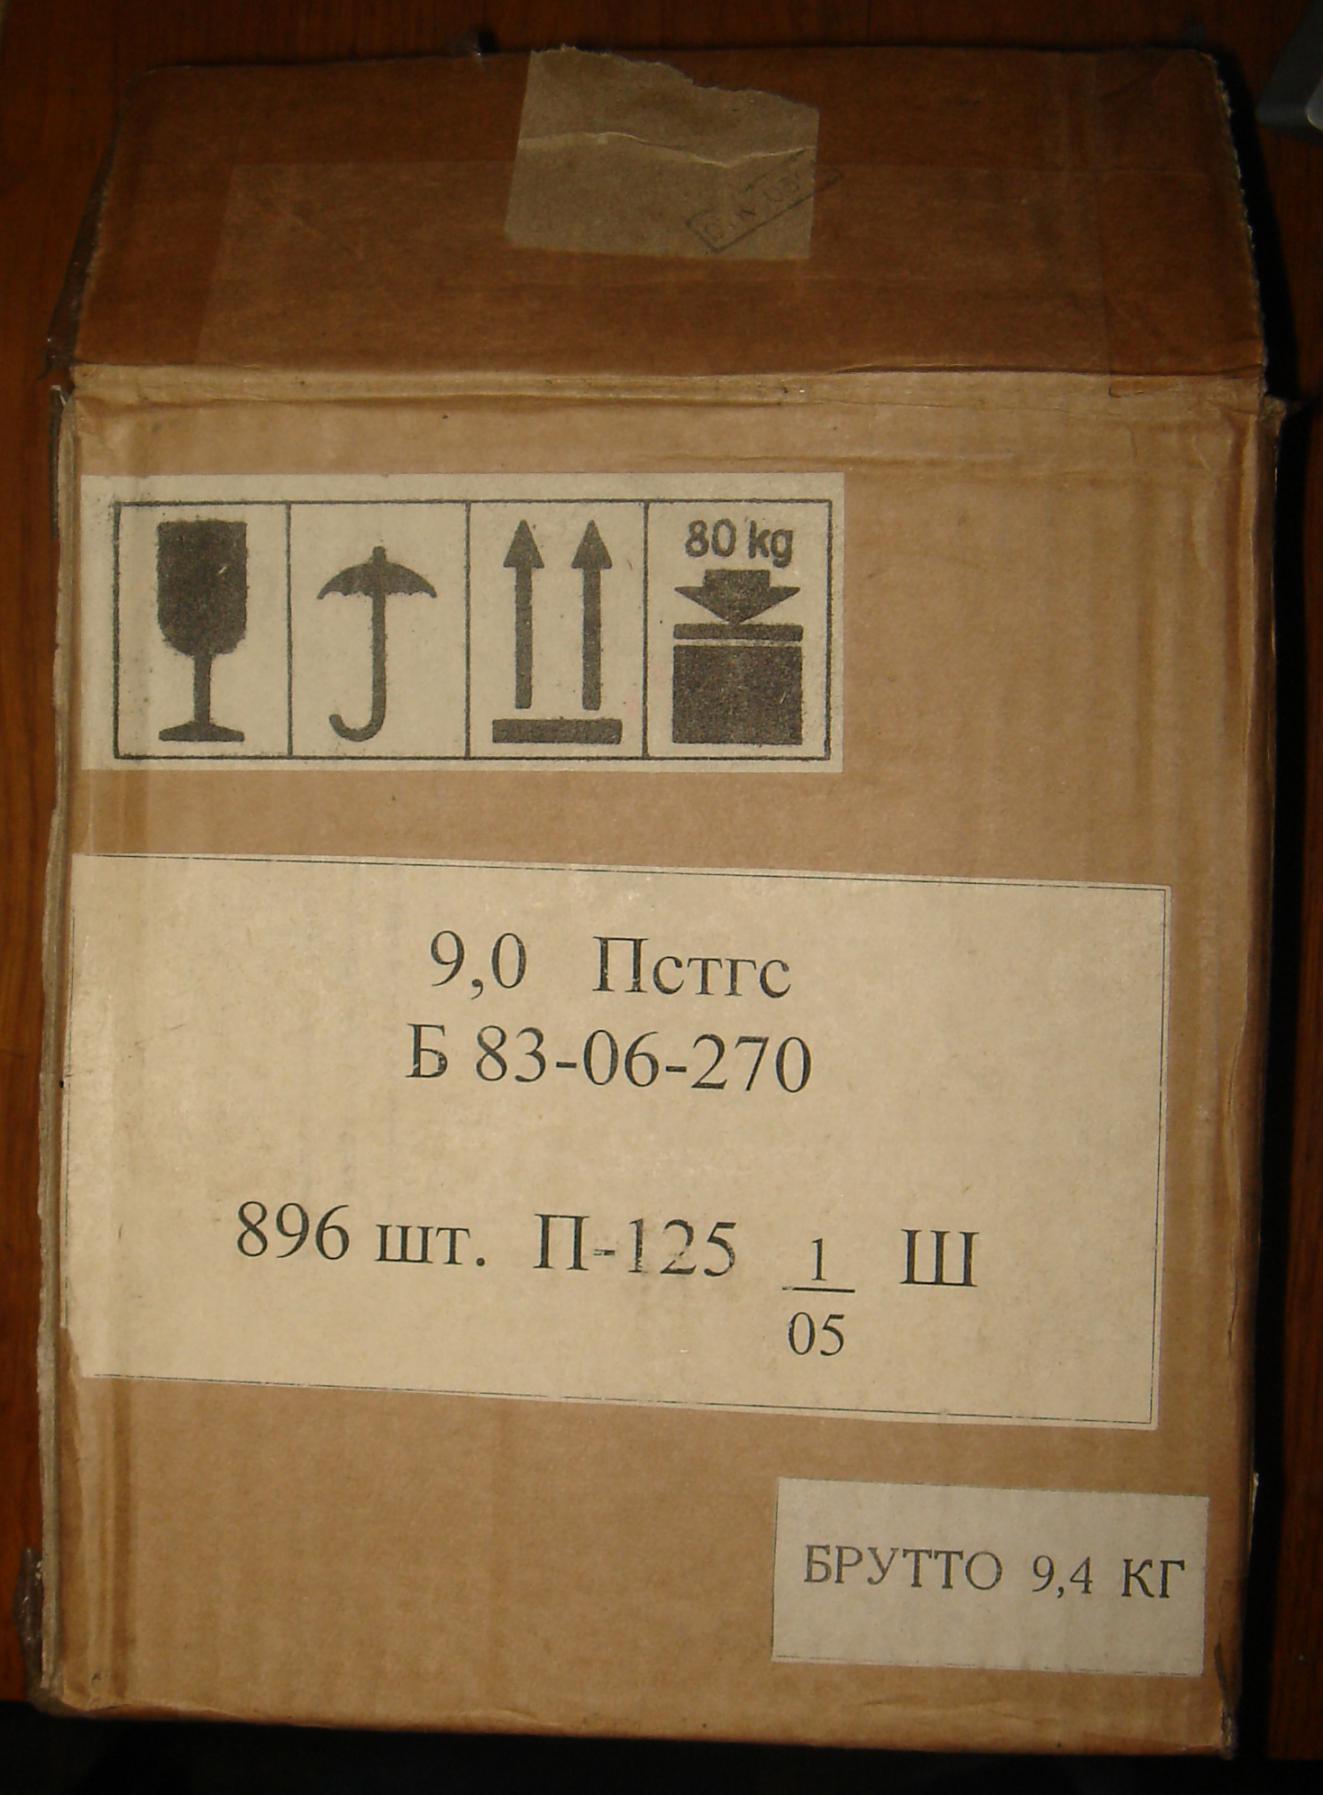 80 kg
9,0 Пстгс
Б 83-06-270
896 шт. П-125 1/05 Ш
БРУТТО 9,4 КГ